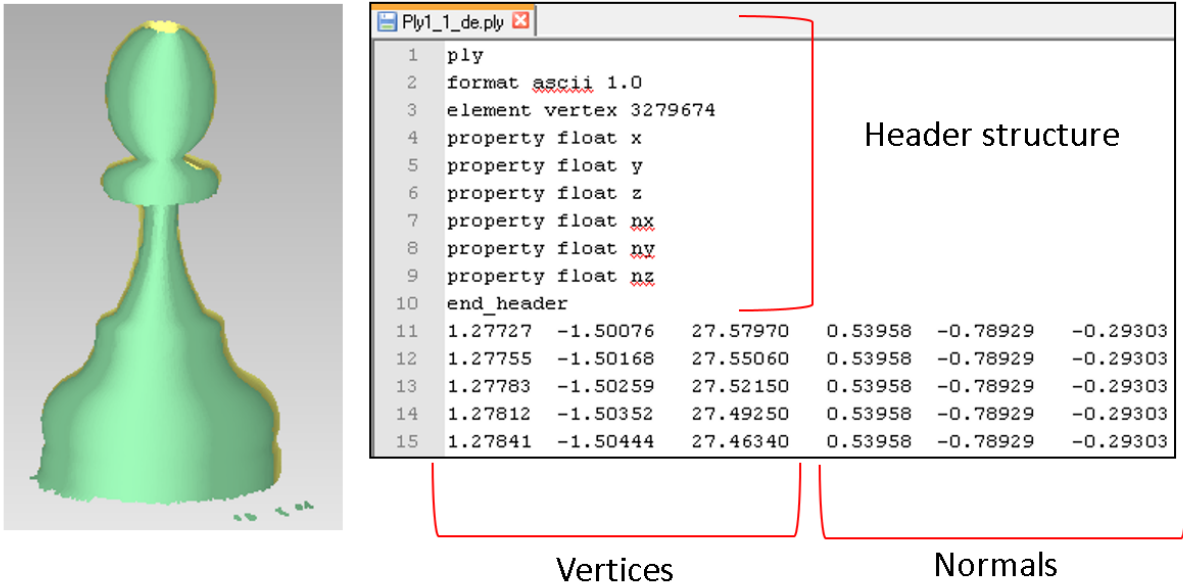 Ply1_1_de.ply
1 ply
2 format ascii 1.0
3 element vertex 3279674
4 property float x
5 property float y
6 property float z
7 property float nx
8 property float ny
9 property float nz
10 end_header
11 1.27727 -1.50076 27.57970 0.53958 -0.78929 -0.29303
12 1.27755 -1.50168 27.55060 0.53958 -0.78929 -0.29303
13 1.27783 -1.50259 27.52150 0.53958 -0.78929 -0.29303
14 1.27812 -1.50352 27.49250 0.53958 -0.78929 -0.29303
15 1.27841 -1.50444 27.46340 0.53958 -0.78929 -0.29303
Header structure
Vertices
Normals